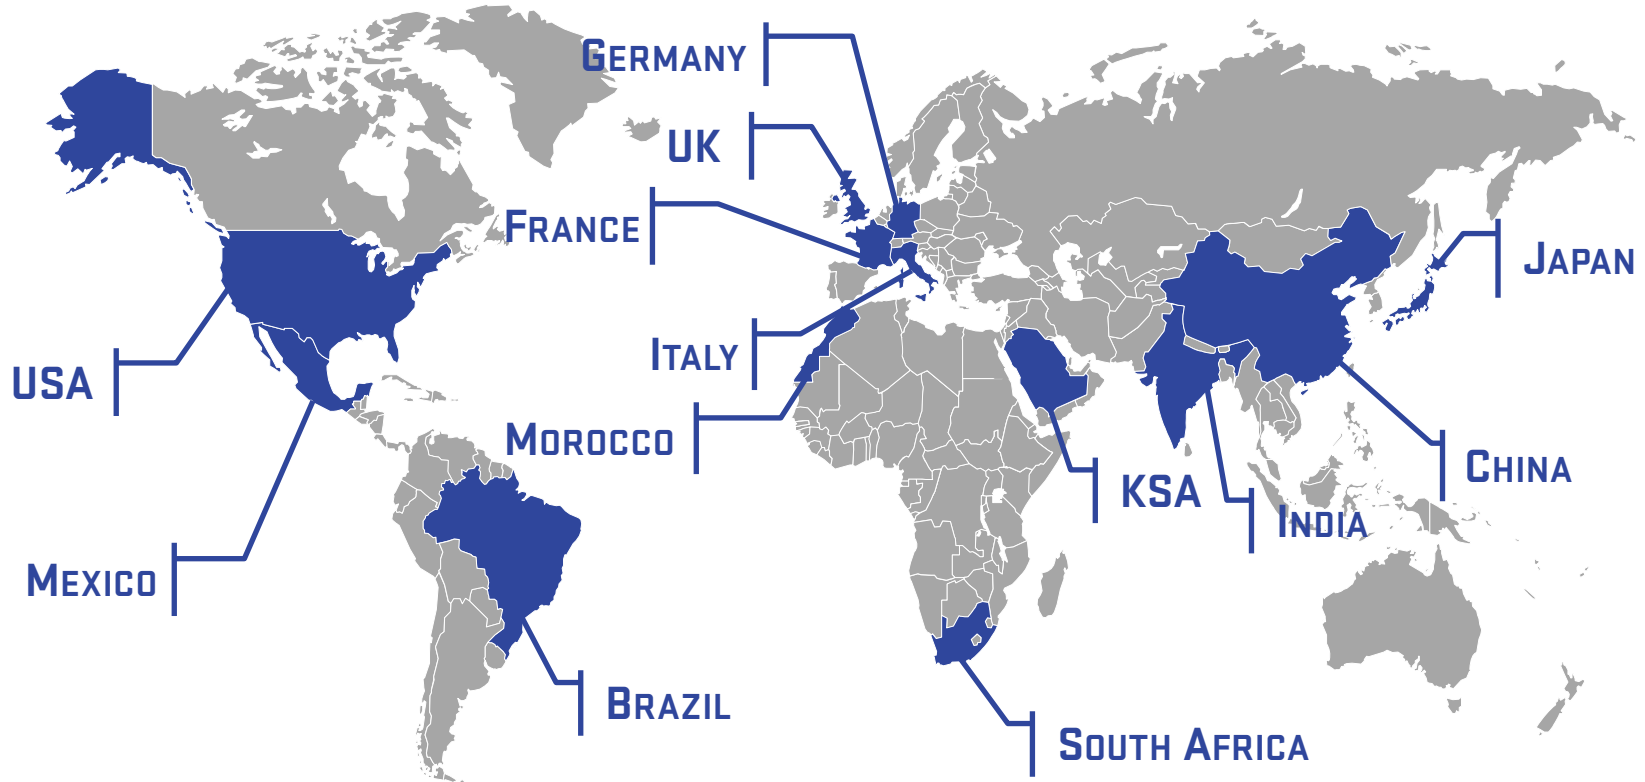 GERMANY
UK
FRANCE
JAPAN
ITALY
USA
MOROCCO
CHINA
KSA
INDIA
MEXICO
BRAZIL
SOUTH AFRICA